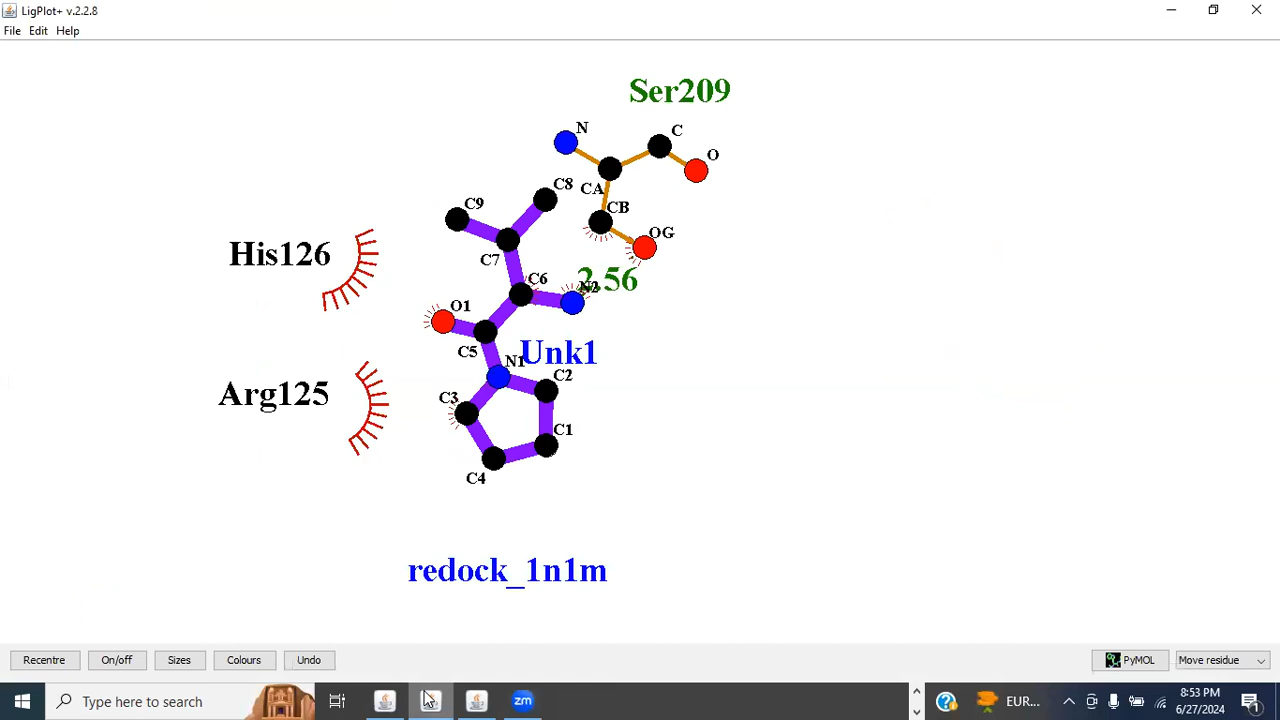 LigPlot+ v.2.2.8
File Edit Help
Ser209
N
C
O
C8
CA
C9
CB
OG
His126
C7
C6
2.56
N2
O1
C5
Unk1
N1
C2
Arg125
C3
C1
C4
redock_1n1m
Recentre On/off Sizes Colours Undo PyMOL Move residue
Type here to search zm EUR... 8:53 PM
6/27/2024 1